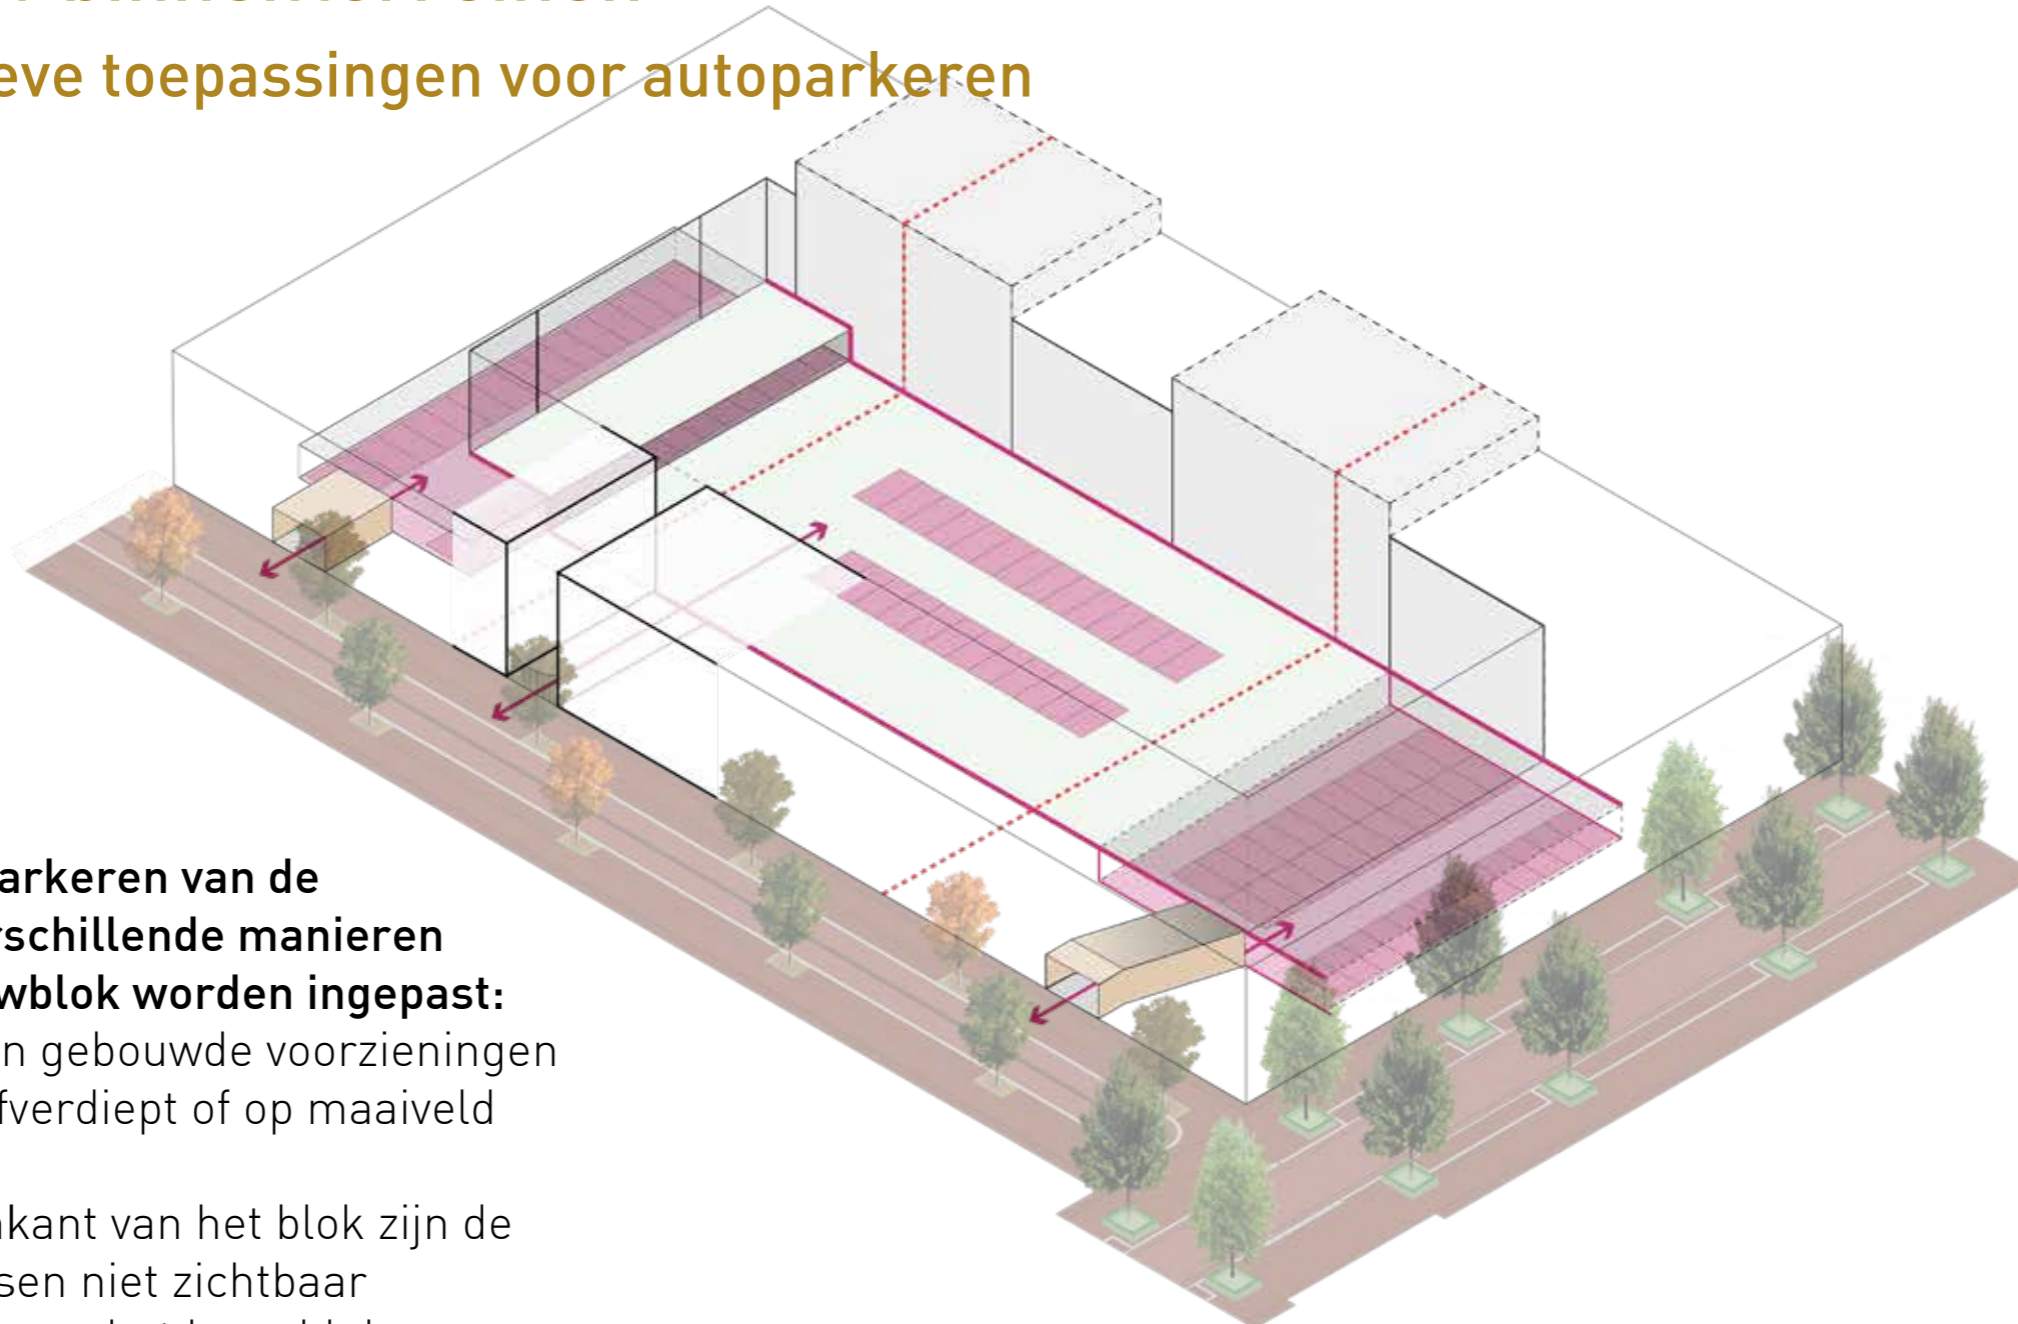 eve toepassingen voor autoparkeren
arkeren van de
rschillende manieren
wblok worden ingepast:
n gebouwde voorzieningen
fverdiept of op maaiveld
kant van het blok zijn de
sen niet zichtbaar